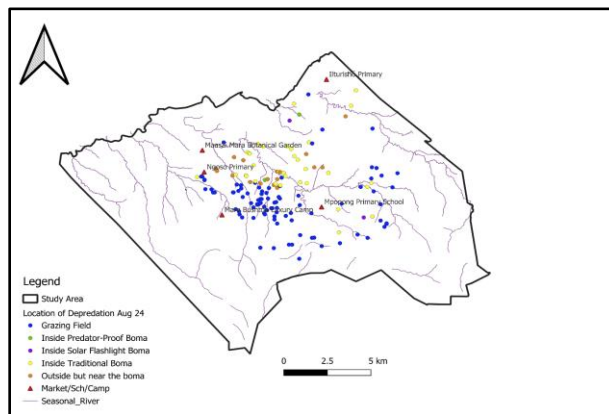 Ilturisho Primary
Maasai Mara Botanical Garden
Ngoso Primary
Mpopong Primary School
Legend
Study Area
Location of Depredation Aug 24
Grazing Field
Inside Predator-Proof Boma
Inside Solar Flashlight Boma
Inside Traditional Boma
Outside but near the boma
Market/Sch/Camp
Seasonal_River
0 2.5 5 km